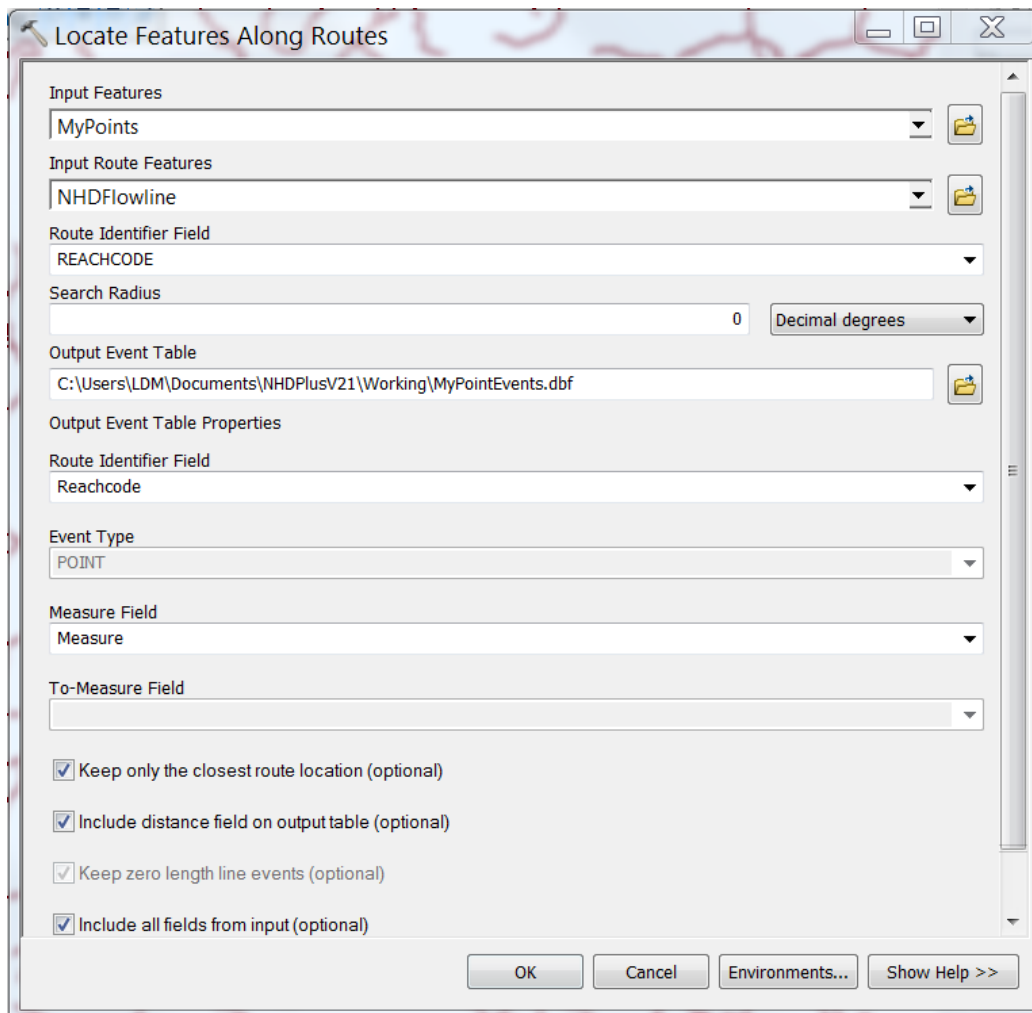 Locate Features Along Routes
Input Features
MyPoints
Input Route Features
NHDFlowline
Route Identifier Field
REACHCODE
Search Radius
0 Decimal degrees
Output Event Table
C:\Users\LDM\Documents\NHDPlusV21\Working\MyPointEvents.dbf
Output Event Table Properties
Route Identifier Field
Reachcode
Event Type
POINT
Measure Field
Measure
To-Measure Field
Keep only the closest route location (optional)
Include distance field on output table (optional)
Keep zero length line events (optional)
Include all fields from input (optional)
OK Cancel Environments... Show Help >>